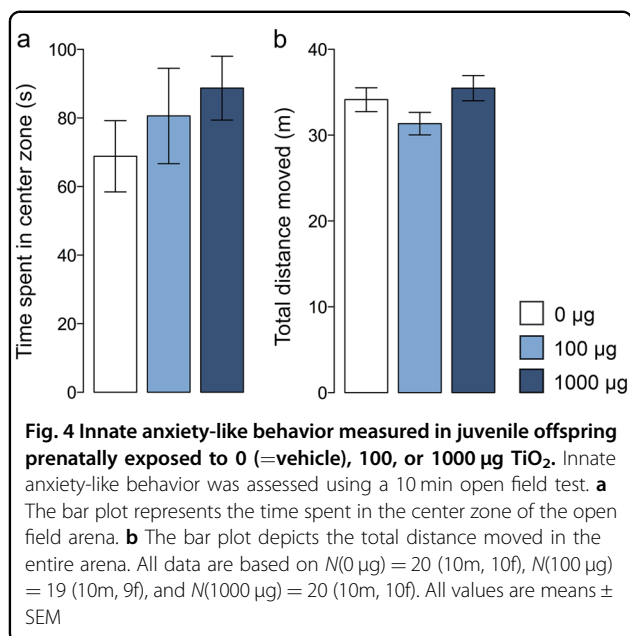 a
b
100
80
60
40
20
0
Time spent in center zone (s)
40
30
20
10
0
Total distance moved (m)
0 µg
100 µg
1000 µg
Fig. 4 Innate anxiety-like behavior measured in juvenile offspring
prenatally exposed to 0 (=vehicle), 100, or 1000 µg TiO₂. Innate
anxiety-like behavior was assessed using a 10 min open field test. a
The bar plot represents the time spent in the center zone of the open
field arena. b The bar plot depicts the total distance moved in the
entire arena. All data are based on N(0 µg) = 20 (10m, 10f), N(100 µg)
= 19 (10m, 9f), and N(1000 µg) = 20 (10m, 10f). All values are means ±
SEM